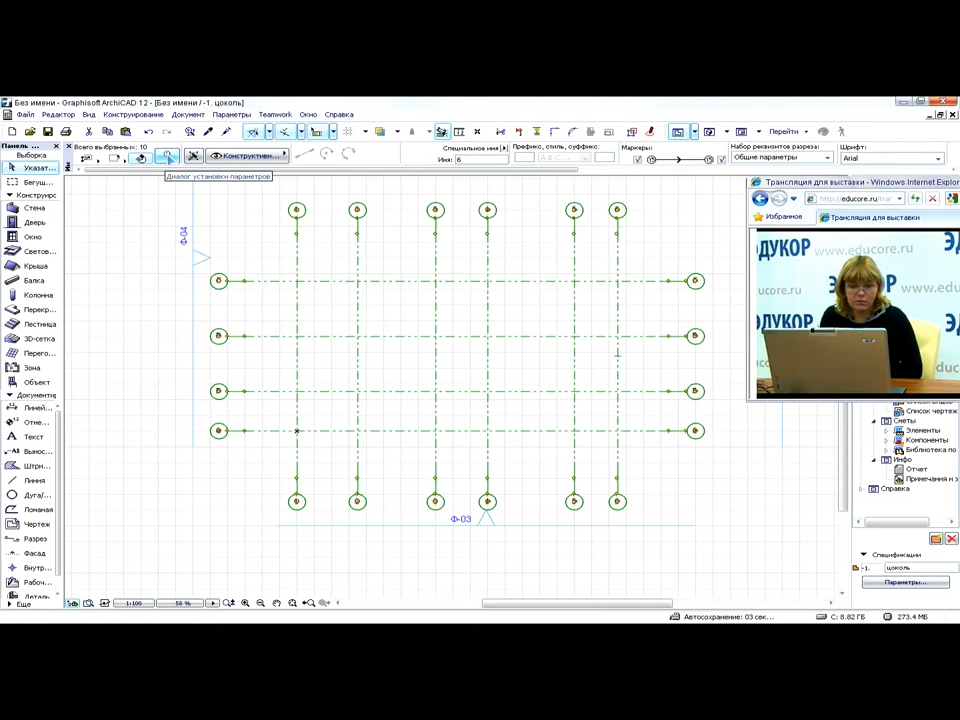 Без имени - Graphisoft ArchiCAD 12 - [Без имени / -1. цоколь]
Файл Редактор Вид Конструирование Документ Параметры Teamwork Окно Справка
Перейти
Панель ...
Всего выбранных: 10
Выборка
Конструктивн...
Специальное имя
Имя: 6
Префикс, стиль, суффикс:
A-B-C...
Маркеры:
Набор реквизита разреза:
Общие параметры
Шрифт:
Arial
Диалог установки параметров
Указат...
Бегущ...
Конструирс
Стена
Дверь
Окно
Светов...
Крыша
Балка
Колонна
Перекр...
Лестница
3D-сетка
Перего...
Зона
Объект
Документи
Линей...
Отме...
Текст
Вынос...
Штри...
Линия
Дуга/...
Ломаная
Чертеж
Разрез
Фасад
Внутр...
Рабоч...
Деталь
Еще
Ф-04
Ф-03
Трансляция для выставки - Windows Internet Explor
http://educore.ru/tra
Избранное
Трансляция для выставки
ЭДУКОР
www.educore.ru
Список чертеж
Сметы
Элементы
Компоненты
Библиотека по
Инфо
Отчет
Примечания и з
Справка
Спецификации
-1. цоколь
Параметры...
1:100
58 %
Автосохранение: 03 сек...
C: 8.82 ГБ
273.4 МБ